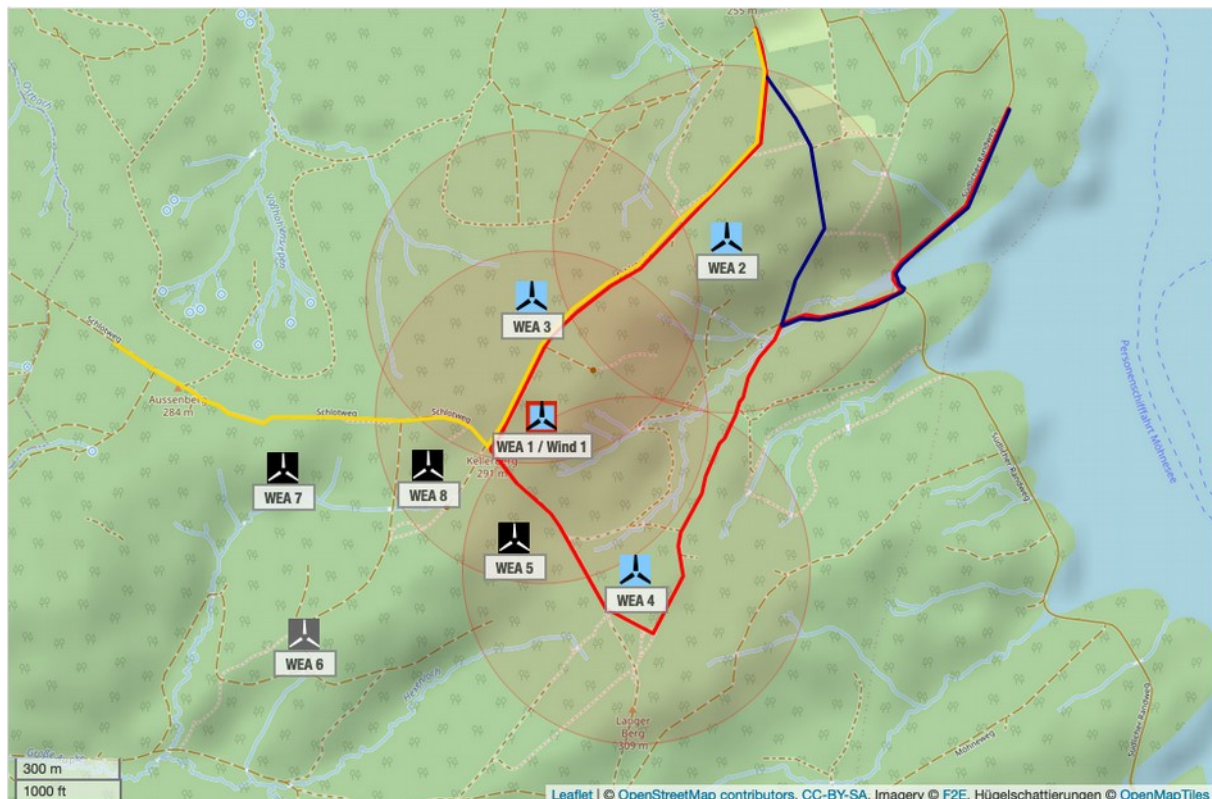 255 m
Südlicher Randweg
WEA 2
WEA 3
Schlotweg
Aussenberg
284 m
Schlotweg
Schlotweg
WEA 1 / Wind 1
Kellerberg
291 m
WEA 7
WEA 8
WEA 5
WEA 4
WEA 6
Personenschifffahrt Möhnesee
Südlicher Randweg
Langer
Berg
309 m
Möhneweg
Südlicher Randweg
300 m
1000 ft
Leaflet | © OpenStreetMap contributors, CC-BY-SA, Imagery © F2E, Hügelschattierungen © OpenMapTiles